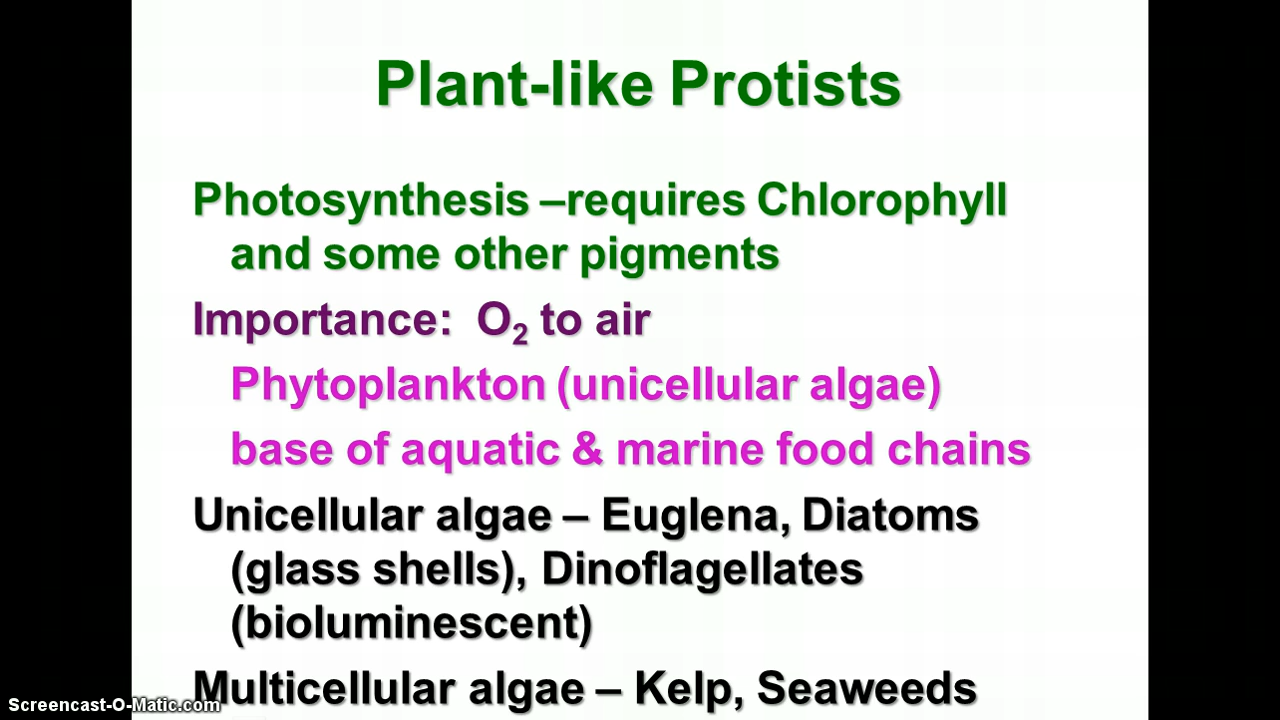 Plant-like Protists
Photosynthesis –requires Chlorophyll
and some other pigments
Importance:  O₂ to air
Phytoplankton (unicellular algae)
base of aquatic & marine food chains
Unicellular algae – Euglena, Diatoms
(glass shells), Dinoflagellates
(bioluminescent)
Multicellular algae – Kelp, Seaweeds
Screencast-O-Matic.com